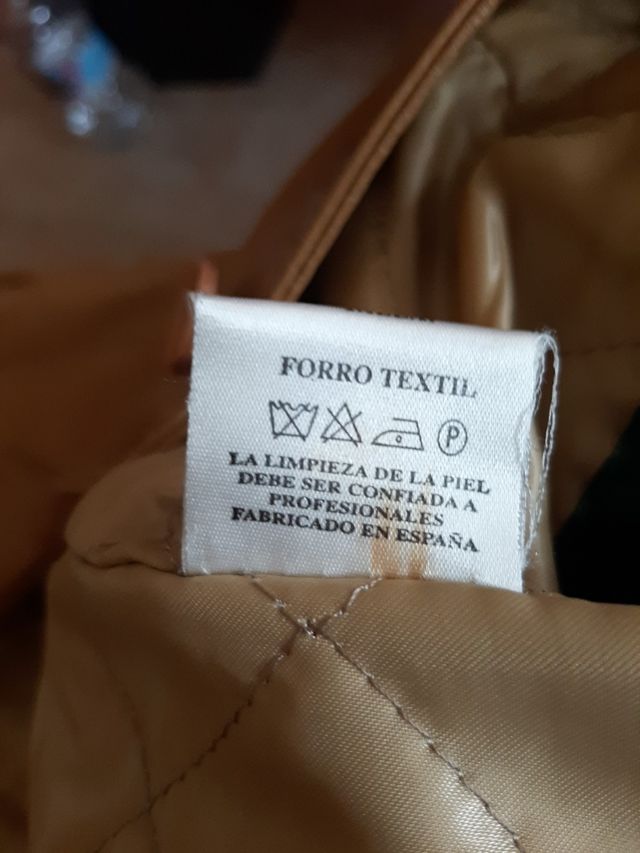 FORRO TEXTIL
P
LA LIMPIEZA DE LA PIEL
DEBE SER CONFIADA A
PROFESIONALES
FABRICADO EN ESPAÑA